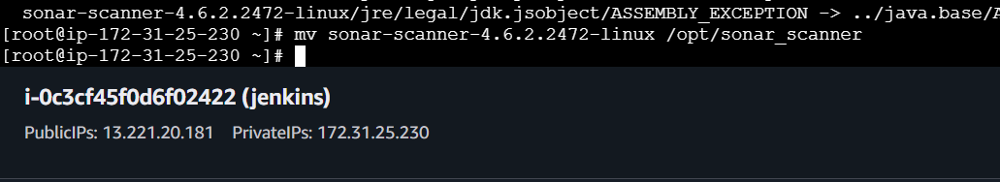 sonar-scanner-4.6.2.2472-linux/jre/legal/jdk.jsobject/ASSEMBLY_EXCEPTION -> ../java.base/A
[root@ip-172-31-25-230 ~]# mv sonar-scanner-4.6.2.2472-linux /opt/sonar_scanner
[root@ip-172-31-25-230 ~]#
i-0c3cf45f0d6f02422 (jenkins)
PublicIPs: 13.221.20.181 PrivateIPs: 172.31.25.230